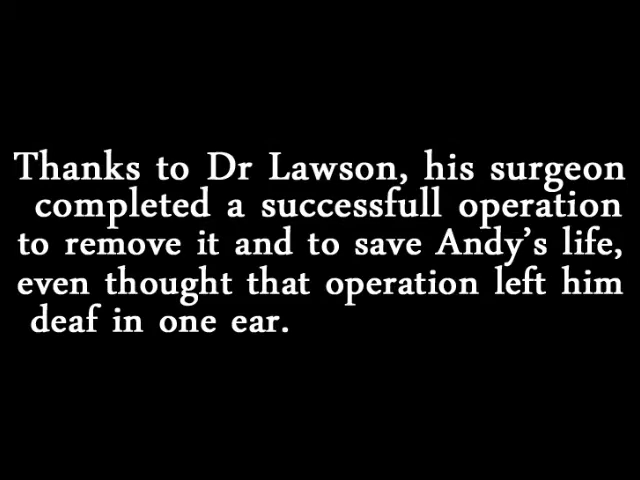 Thanks to Dr Lawson, his surgeon
completed a successfull operation
to remove it and to save Andy's life,
even thought that operation left him
deaf in one ear.